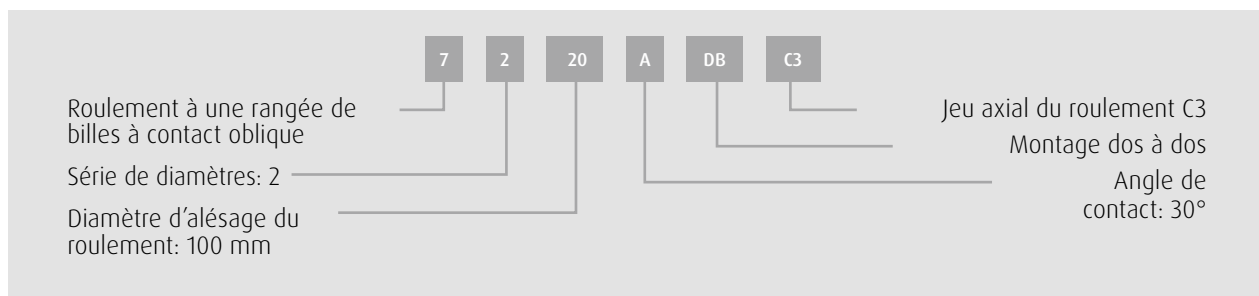 7 2 20 A DB C3
Roulement à une rangée de
billes à contact oblique
Série de diamètres: 2
Diamètre d’alésage du
roulement: 100 mm
Jeu axial du roulement C3
Montage dos à dos
Angle de
contact: 30°